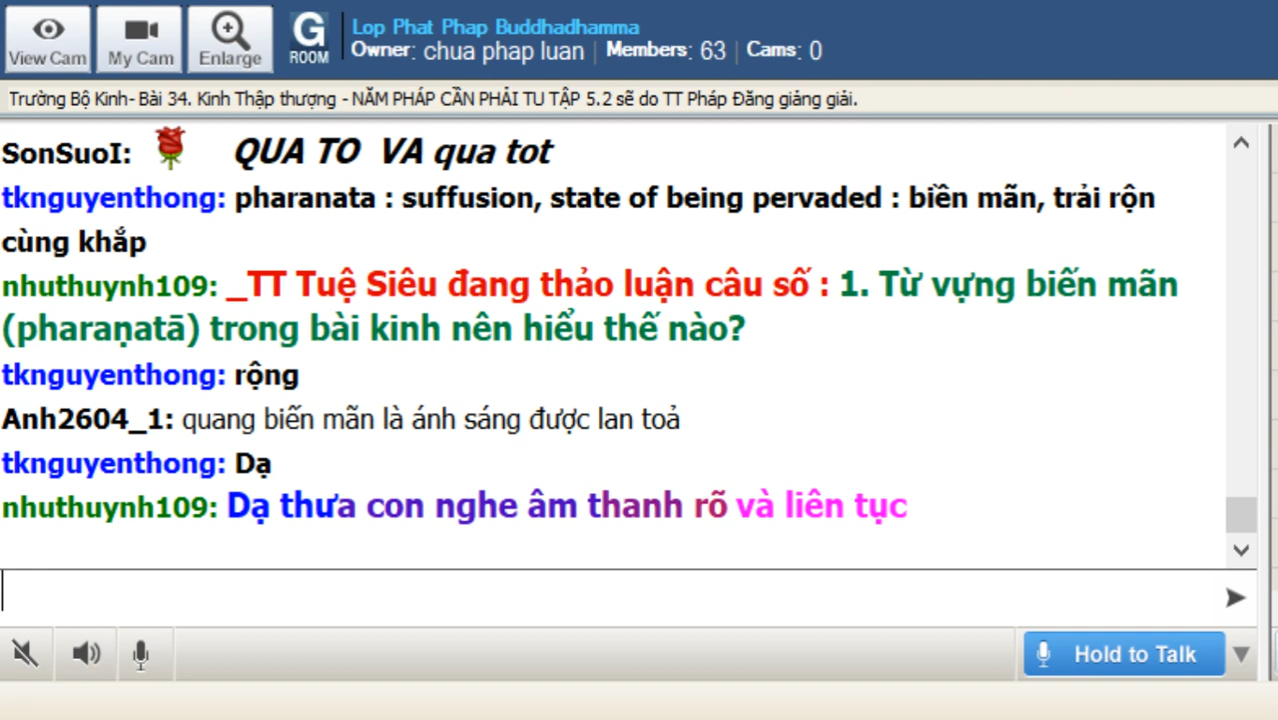 View Cam
My Cam
Enlarge
G
ROOM
Lop Phat Phap Buddhadhamma
Owner: chua phap luan | Members: 63 | Cams: 0
Trường Bộ Kinh- Bài 34. Kinh Thập thượng - NĂM PHÁP CẦN PHẢI TU TẬP 5.2 sẽ do TT Pháp Đăng giảng giải.
SonSuoI: QUA TO VA qua tot
tknguyenthong: pharanata : suffusion, state of being pervaded : biền mãn, trải rộn
cùng khắp
nhuthuynh109: _TT Tuệ Siêu đang thảo luận câu số : 1. Từ vựng biến mãn
(pharaṇatā) trong bài kinh nên hiểu thế nào?
tknguyenthong: rộng
Anh2604_1: quang biến mãn là ánh sáng được lan toả
tknguyenthong: Dạ
nhuthuynh109: Dạ thưa con nghe âm thanh rõ và liên tục
Hold to Talk